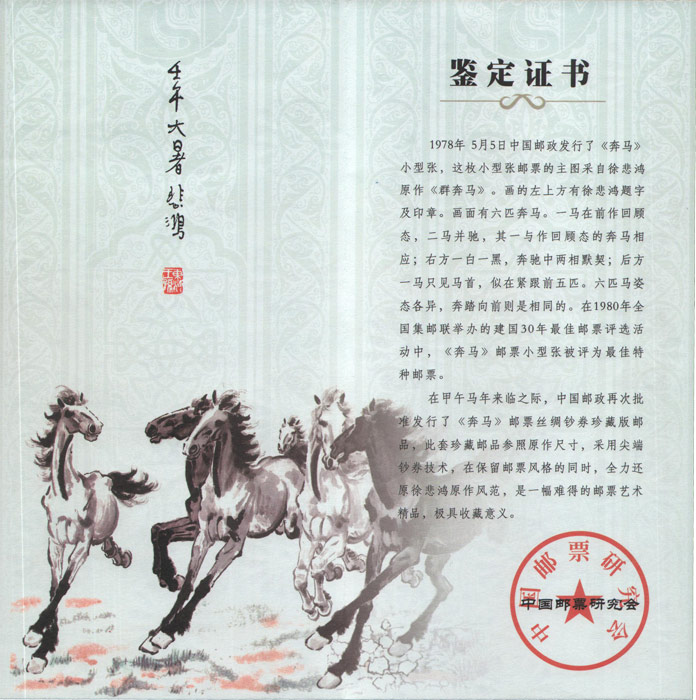 壬午大暑 悲鸿
鉴定证书
1978年 5月5日中国邮政发行了《奔马》
小型张，这枚小型张邮票的主图采自徐悲鸿
原作《群奔马》。画的左上方有徐悲鸿题字
及印章。画面有六匹奔马。一马在前作回顾
态，二马并驰，其一与作回顾态的奔马相
应；右方一白一黑，奔驰中两相默契；后方
一马只见马首，似在紧跟前五匹。六匹马姿
态各异，奔踏向前则是相同的。在1980年全
国集邮联举办的建国30年最佳邮票评选活
动中，《奔马》邮票小型张被评为最佳特
种邮票。
在甲午马年来临之际，中国邮政再次批
准发行了《奔马》邮票丝绸钞券珍藏版邮
品，此套珍藏邮品参照原作尺寸，采用尖端
钞券技术，在保留邮票风格的同时，全力还
原徐悲鸿原作风范，是一幅难得的邮票艺术
精品，极具收藏意义。
中国邮票研究会
中国邮票研究会